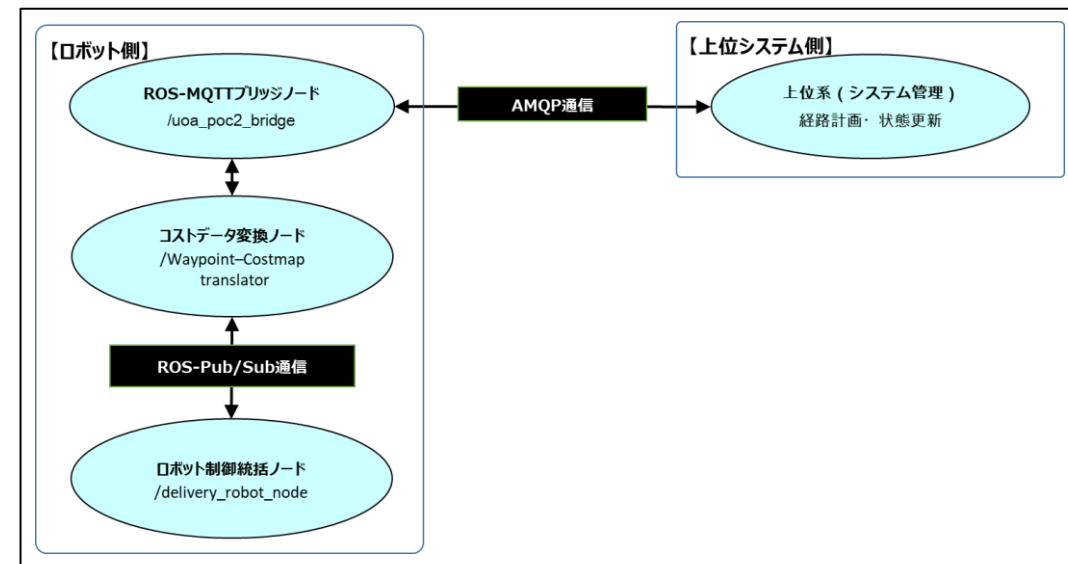 【ロボット側】
ROS-MQTTブリッジノード
/uoa_poc2_bridge
コストデータ変換ノード
/Waypoint–Costmap
translator
ROS-Pub/Sub通信
ロボット制御統括ノード
/delivery_robot_node
AMQP通信
【上位システム側】
上位系 ( システム管理 )
経路計画・ 状態更新